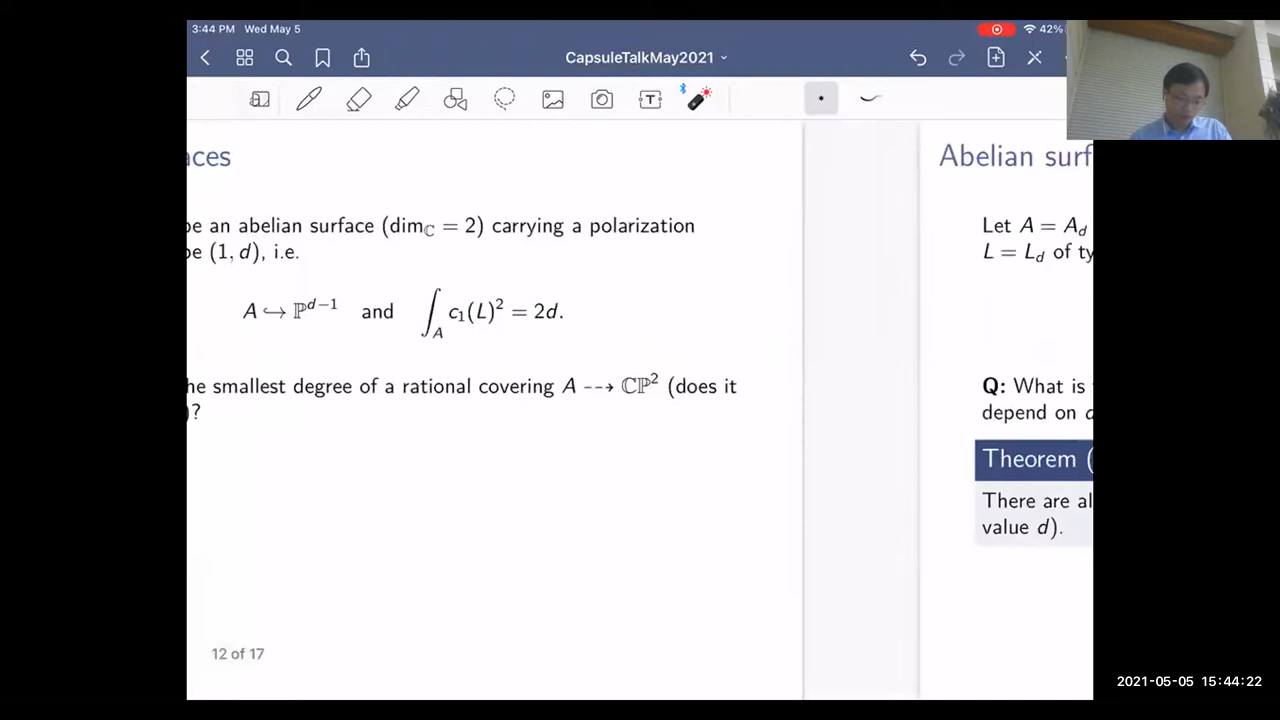 3:44 PM Wed May 5
42%
CapsuleTalkMay2021
aces
be an abelian surface (dim_ℂ = 2) carrying a polarization
be (1, d), i.e.
A ↪ ℙ^{d−1} and ∫_A c₁(L)² = 2d.
he smallest degree of a rational covering A ⇢ ℂℙ² (does it
)?
12 of 17
Abelian surf
Let A = A_d
L = L_d of ty
Q: What is
depend on d
Theorem (
There are al
value d).
2021-05-05 15:44:22